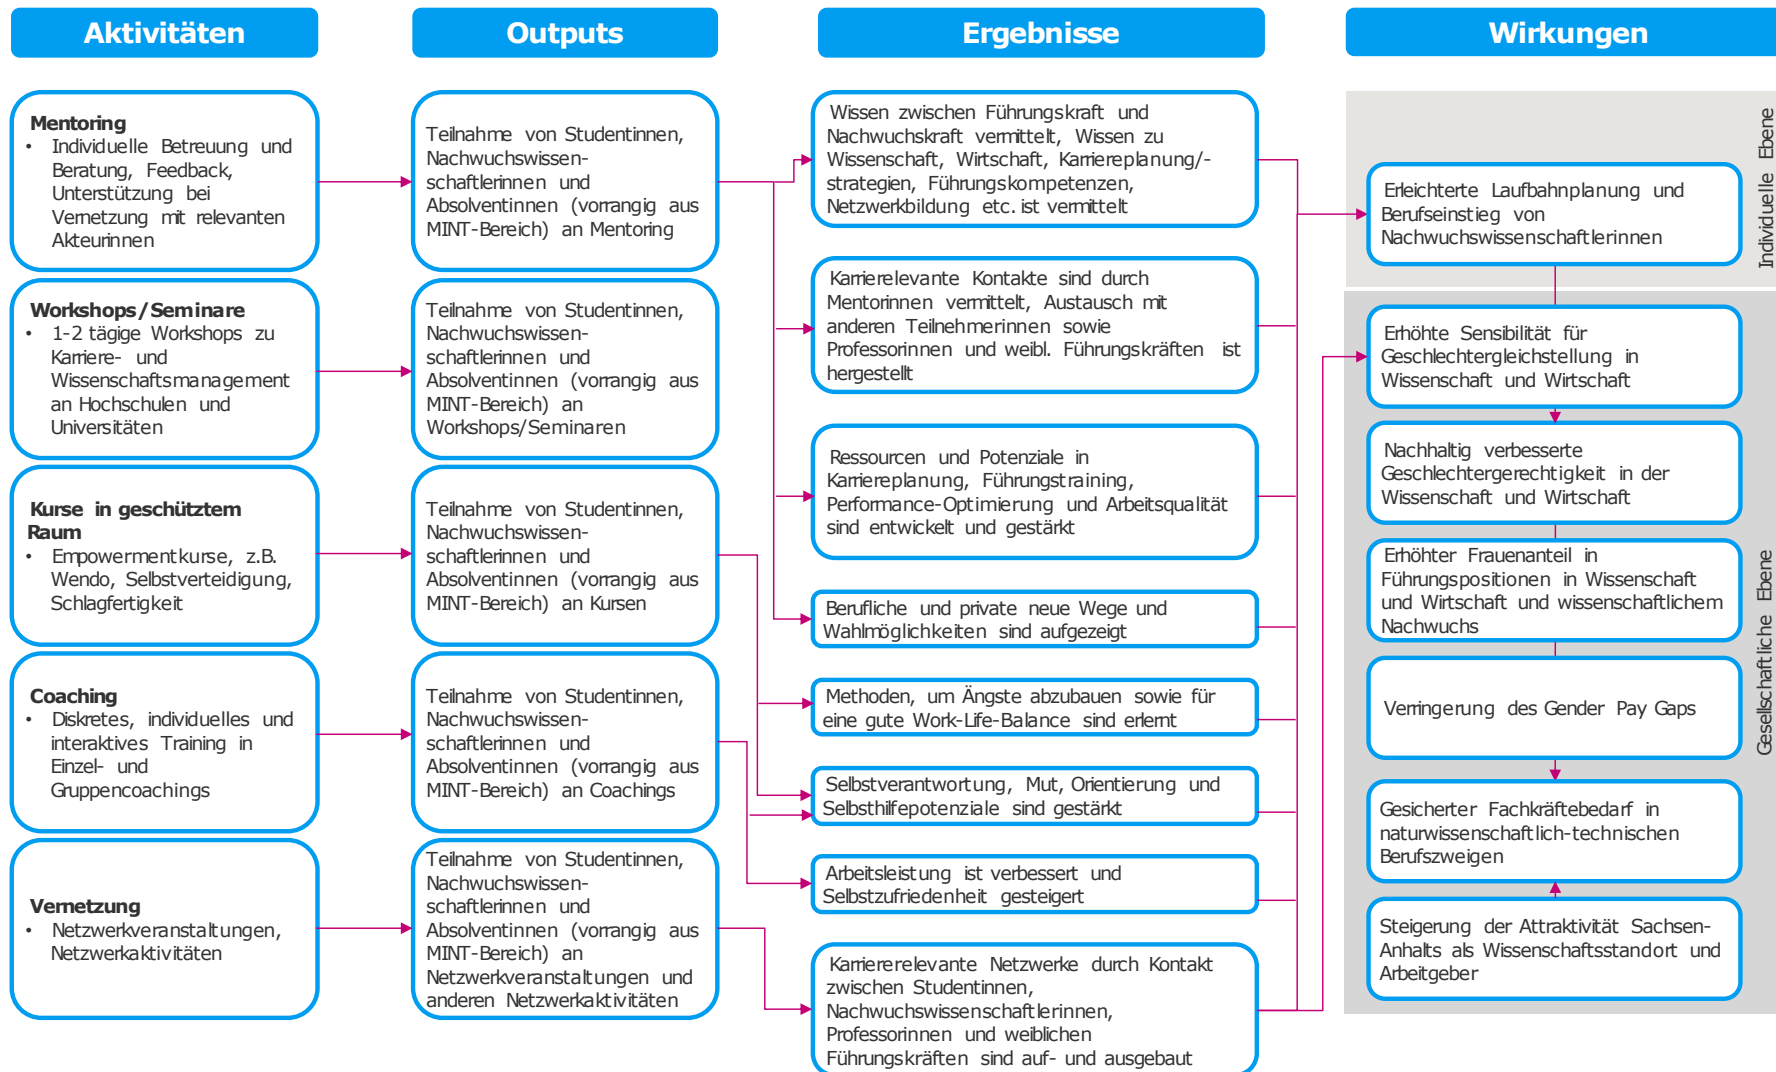 Aktivitäten
Outputs
Ergebnisse
Wirkungen
Mentoring
• Individuelle Betreuung und
Beratung, Feedback,
Unterstützung bei
Vernetzung mit relevanten
Akteurinnen
Workshops/Seminare
• 1-2 tägige Workshops zu
Karriere- und
Wissenschaftsmanagement
an Hochschulen und
Universitäten
Kurse in geschütztem
Raum
• Empowermentkurse, z.B.
Wendo, Selbstverteidigung,
Schlagfertigkeit
Coaching
• Diskretes, individuelles und
interaktives Training in
Einzel- und
Gruppencoachings
Vernetzung
• Netzwerkveranstaltungen,
Netzwerkaktivitäten
Teilnahme von Studentinnen,
Nachwuchswissen-
schaftlerinnen und
Absolventinnen (vorrangig aus
MINT-Bereich) an Mentoring
Teilnahme von Studentinnen,
Nachwuchswissen-
schaftlerinnen und
Absolventinnen (vorrangig aus
MINT-Bereich) an
Workshops/Seminaren
Teilnahme von Studentinnen,
Nachwuchswissen-
schaftlerinnen und
Absolventinnen (vorrangig aus
MINT-Bereich) an Kursen
Teilnahme von Studentinnen,
Nachwuchswissen-
schaftlerinnen und
Absolventinnen (vorrangig aus
MINT-Bereich) an Coachings
Teilnahme von Studentinnen,
Nachwuchswissen-
schaftlerinnen und
Absolventinnen (vorrangig aus
MINT-Bereich) an
Netzwerkveranstaltungen und
anderen Netzwerkaktivitäten
Wissen zwischen Führungskraft und
Nachwuchskraft vermittelt, Wissen zu
Wissenschaft, Wirtschaft, Karriereplanung/-
strategien, Führungskompetenzen,
Netzwerkbildung etc. ist vermittelt
Karrierelevante Kontakte sind durch
Mentorinnen vermittelt, Austausch mit
anderen Teilnehmerinnen sowie
Professorinnen und weibl. Führungskräften ist
hergestellt
Ressourcen und Potenziale in
Karriereplanung, Führungstraining,
Performance-Optimierung und Arbeitsqualität
sind entwickelt und gestärkt
Berufliche und private neue Wege und
Wahlmöglichkeiten sind aufgezeigt
Methoden, um Ängste abzubauen sowie für
eine gute Work-Life-Balance sind erlernt
Selbstverantwortung, Mut, Orientierung und
Selbsthilfepotenziale sind gestärkt
Arbeitsleistung ist verbessert und
Selbstzufriedenheit gesteigert
Karriererelevante Netzwerke durch Kontakt
zwischen Studentinnen,
Nachwuchswissenschaftlerinnen,
Professorinnen und weiblichen
Führungskräften sind auf- und ausgebaut
Erleichterte Laufbahnplanung und
Berufseinstieg von
Nachwuchswissenschaftlerinnen
Individuelle Ebene
Erhöhte Sensibilität für
Geschlechtergleichstellung in
Wissenschaft und Wirtschaft
Nachhaltig verbesserte
Geschlechtergerechtigkeit in der
Wissenschaft und Wirtschaft
Erhöhter Frauenanteil in
Führungspositionen in Wissenschaft
und Wirtschaft und wissenschaftlichem
Nachwuchs
Verringerung des Gender Pay Gaps
Gesicherter Fachkräftebedarf in
naturwissenschaftlich-technischen
Berufszweigen
Steigerung der Attraktivität Sachsen-
Anhalts als Wissenschaftsstandort und
Arbeitgeber
Gesellschaftliche Ebene